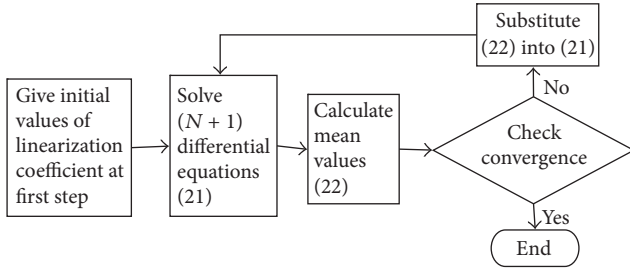 Give initial
values of
linearization
coefficient at
first step
Solve
(N + 1)
differential
equations
(21)
Calculate
mean
values
(22)
Check
convergence
No
Substitute
(22) into (21)
Yes
End